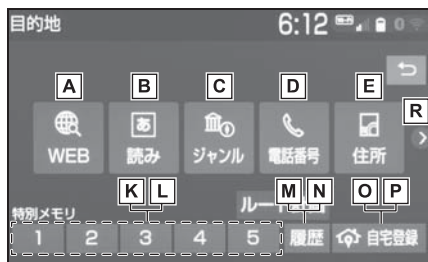 目的地 6:12
A B C D E R
WEB 読み ジャンル 電話番号 住所
K L M N O P
特別メモリ ルート
1 2 3 4 5 履歴 自宅登録